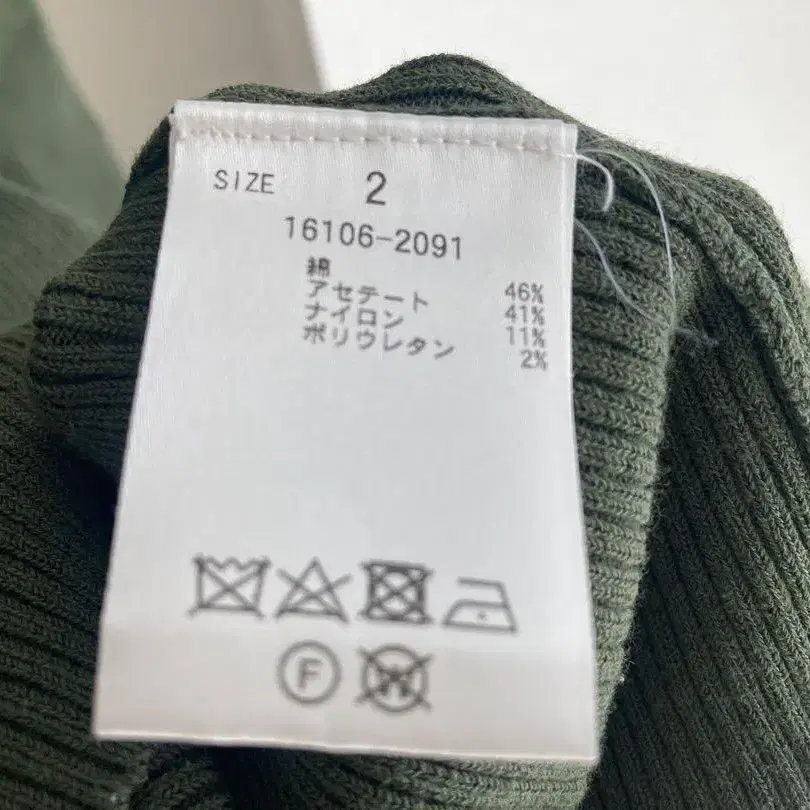 SIZE 2
16106-2091
綿 46%
アセテート 41%
ナイロン 11%
ポリウレタン 2%
F
W